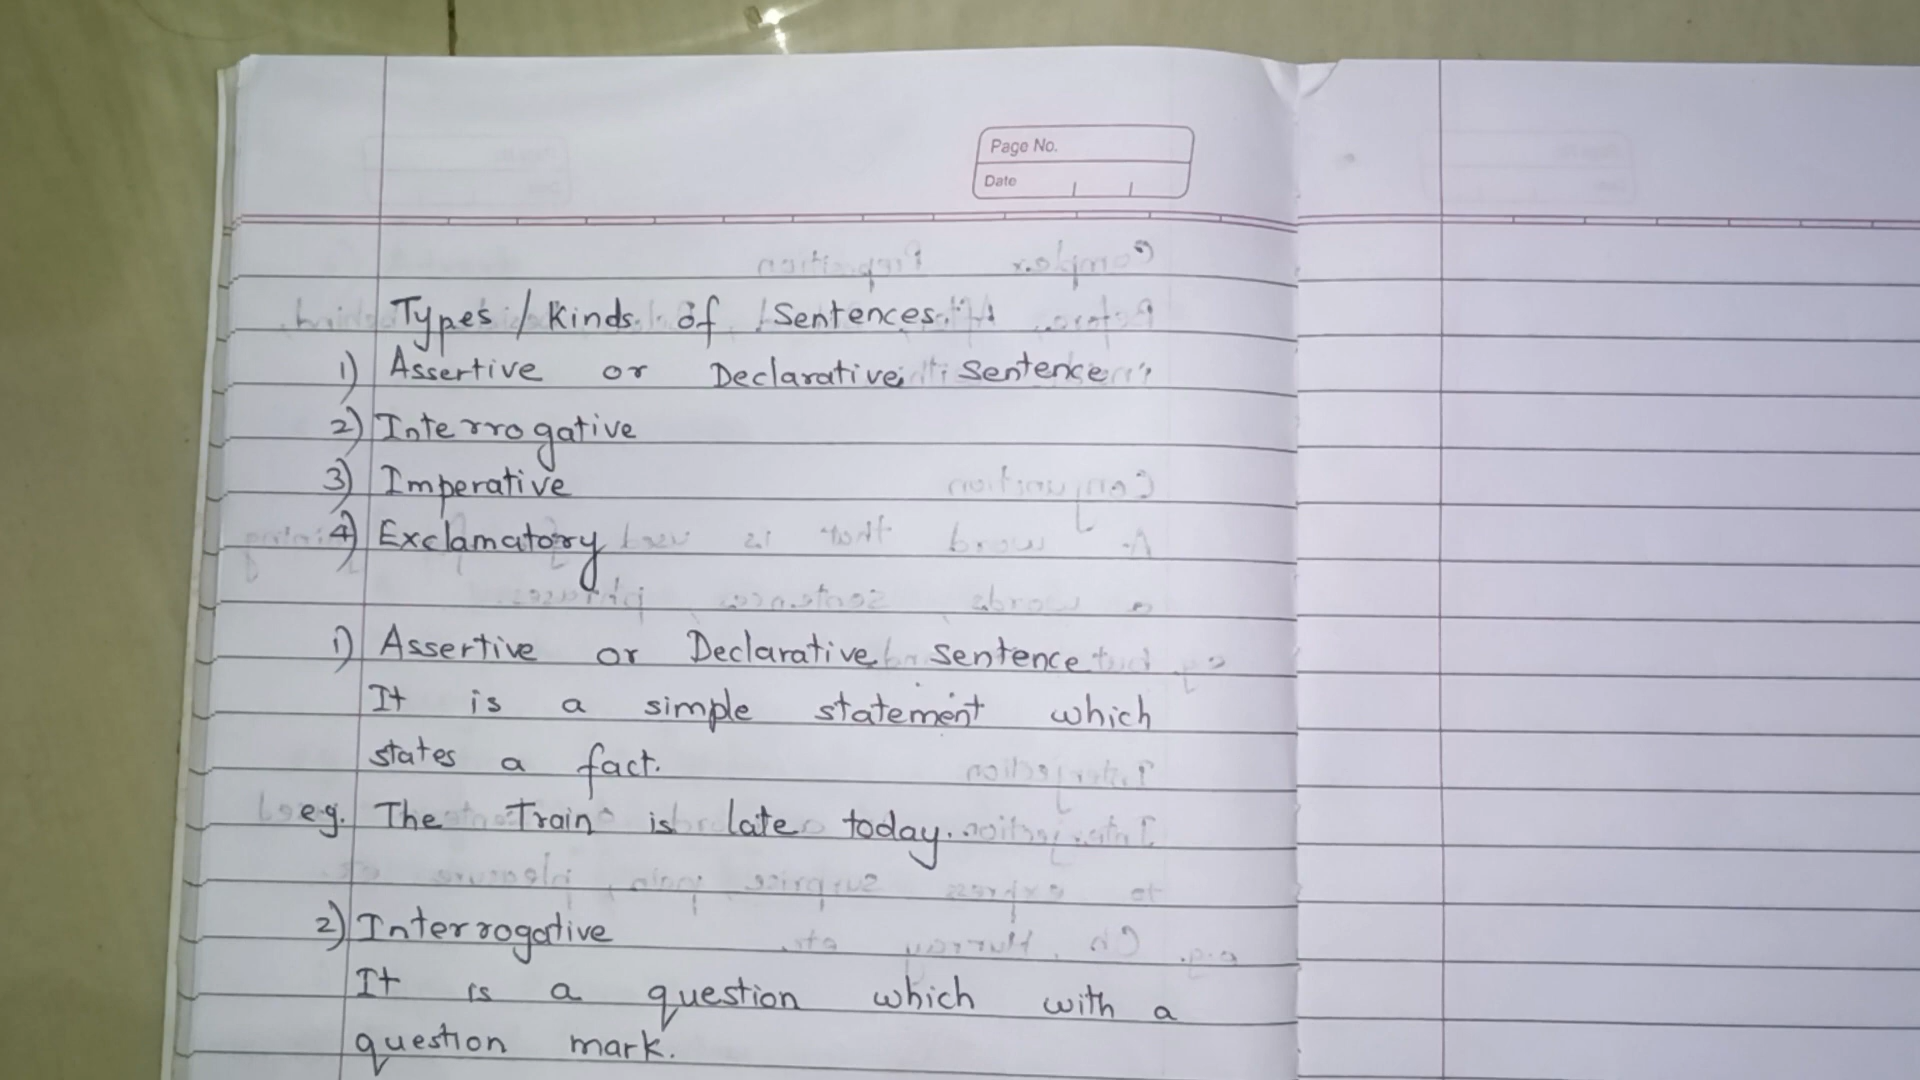 Page No.
Date
Types / Kinds of Sentences.
1) Assertive or Declarative Sentence
2) Interrogative
3) Imperative
4) Exclamatory
1) Assertive or Declarative Sentence
It is a simple statement which
states a fact.
eg. The Train is late today.
2) Interrogative
It is a question which with a
question mark.